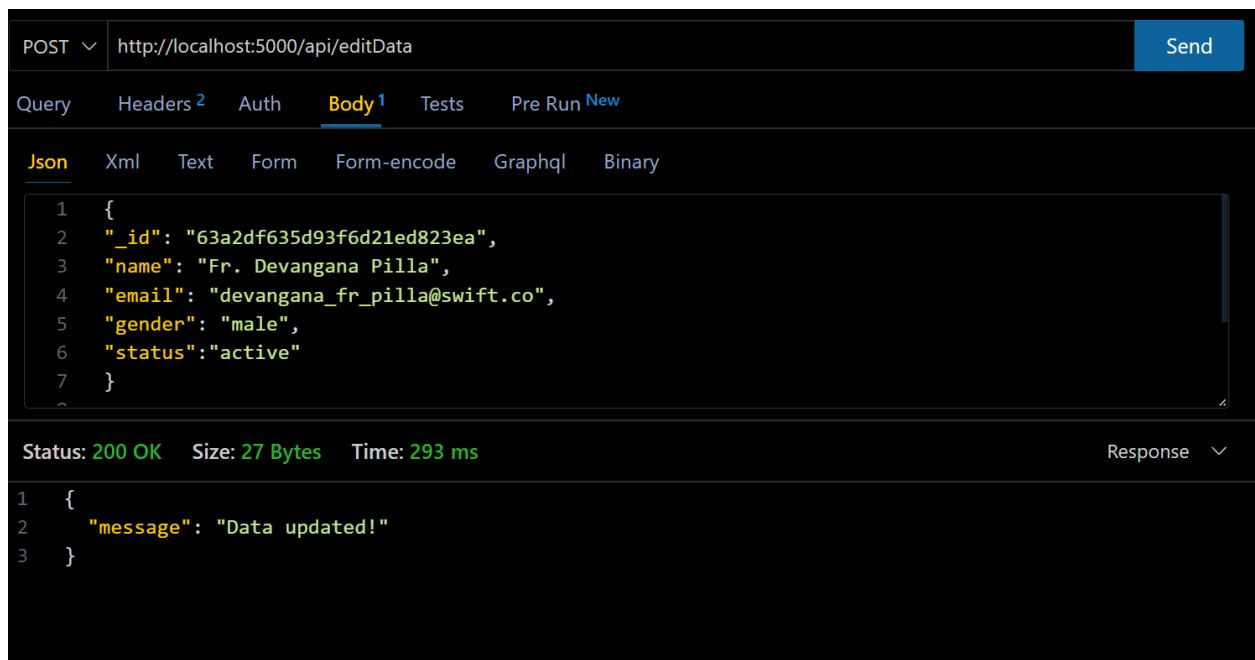 POST http://localhost:5000/api/editData Send
Query Headers 2 Auth Body 1 Tests Pre Run New
Json Xml Text Form Form-encode Graphql Binary
1 {
2 "_id": "63a2df635d93f6d21ed823ea",
3 "name": "Fr. Devangana Pilla",
4 "email": "devangana_fr_pilla@swift.co",
5 "gender": "male",
6 "status":"active"
7 }
Status: 200 OK Size: 27 Bytes Time: 293 ms Response
1 {
2 "message": "Data updated!"
3 }